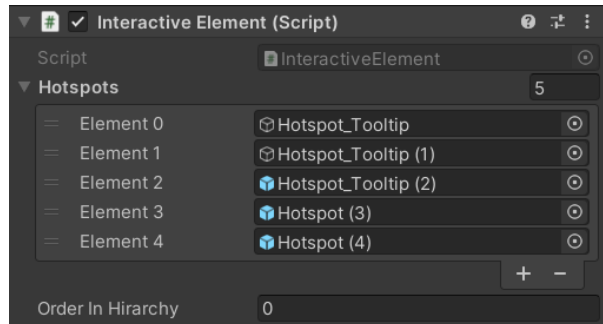 Interactive Element (Script)
Script InteractiveElement
Hotspots 5
Element 0 Hotspot_Tooltip
Element 1 Hotspot_Tooltip (1)
Element 2 Hotspot_Tooltip (2)
Element 3 Hotspot (3)
Element 4 Hotspot (4)
Order In Hirarchy 0